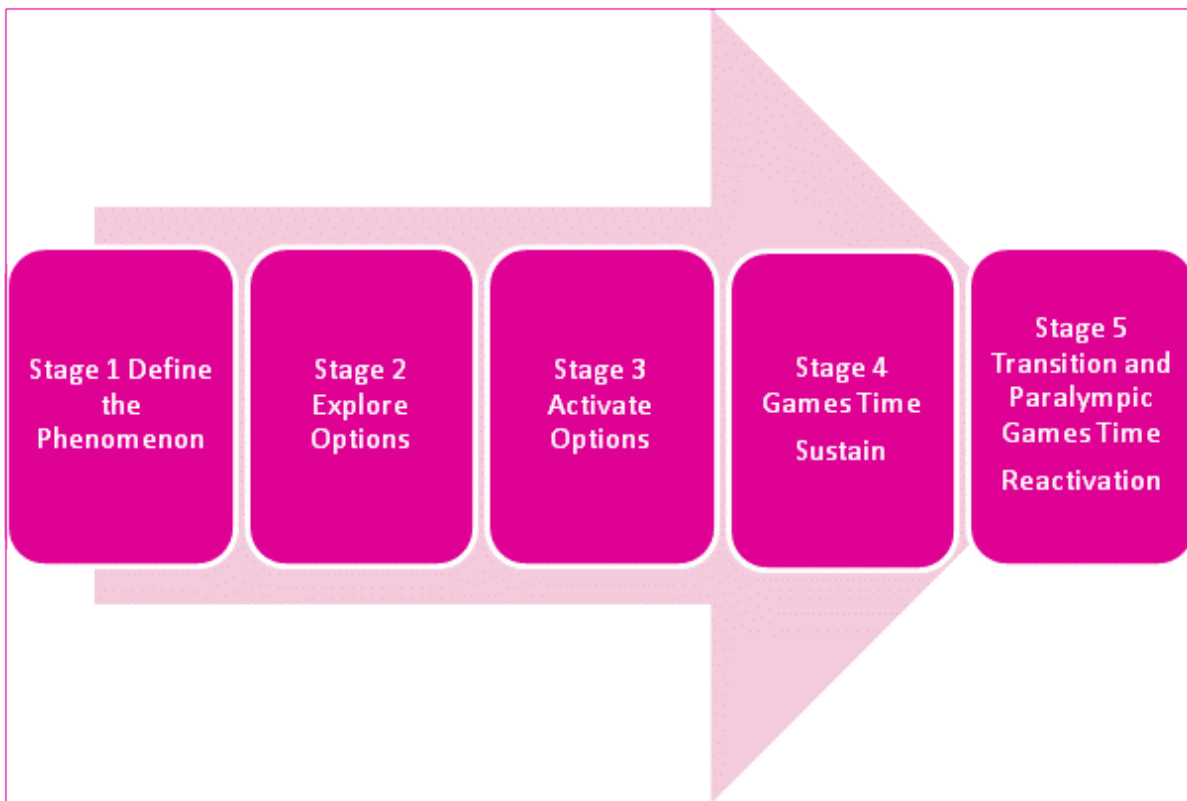 Stage 1 Define
the
Phenomenon
Stage 2
Explore
Options
Stage 3
Activate
Options
Stage 4
Games Time
Sustain
Stage 5
Transition and
Paralympic
Games Time
Reactivation